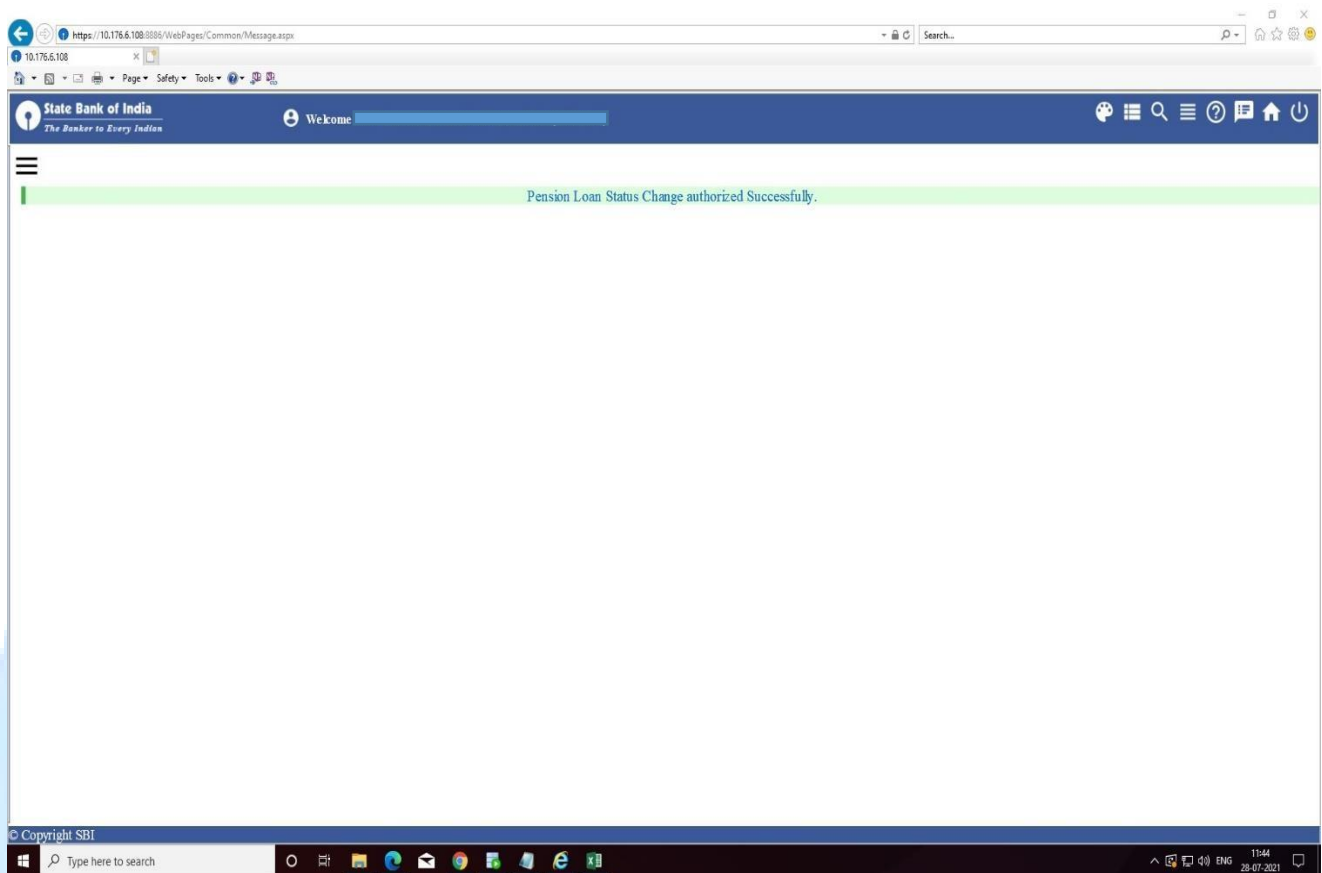 https://10.176.6.108:8886/WebPages/Common/Message.aspx
Search...
10.176.6.108
Page Safety Tools
State Bank of India
The Banker to Every Indian
Welcome
Pension Loan Status Change authorized Successfully.
© Copyright SBI
Type here to search
ENG
11:44
28-07-2021